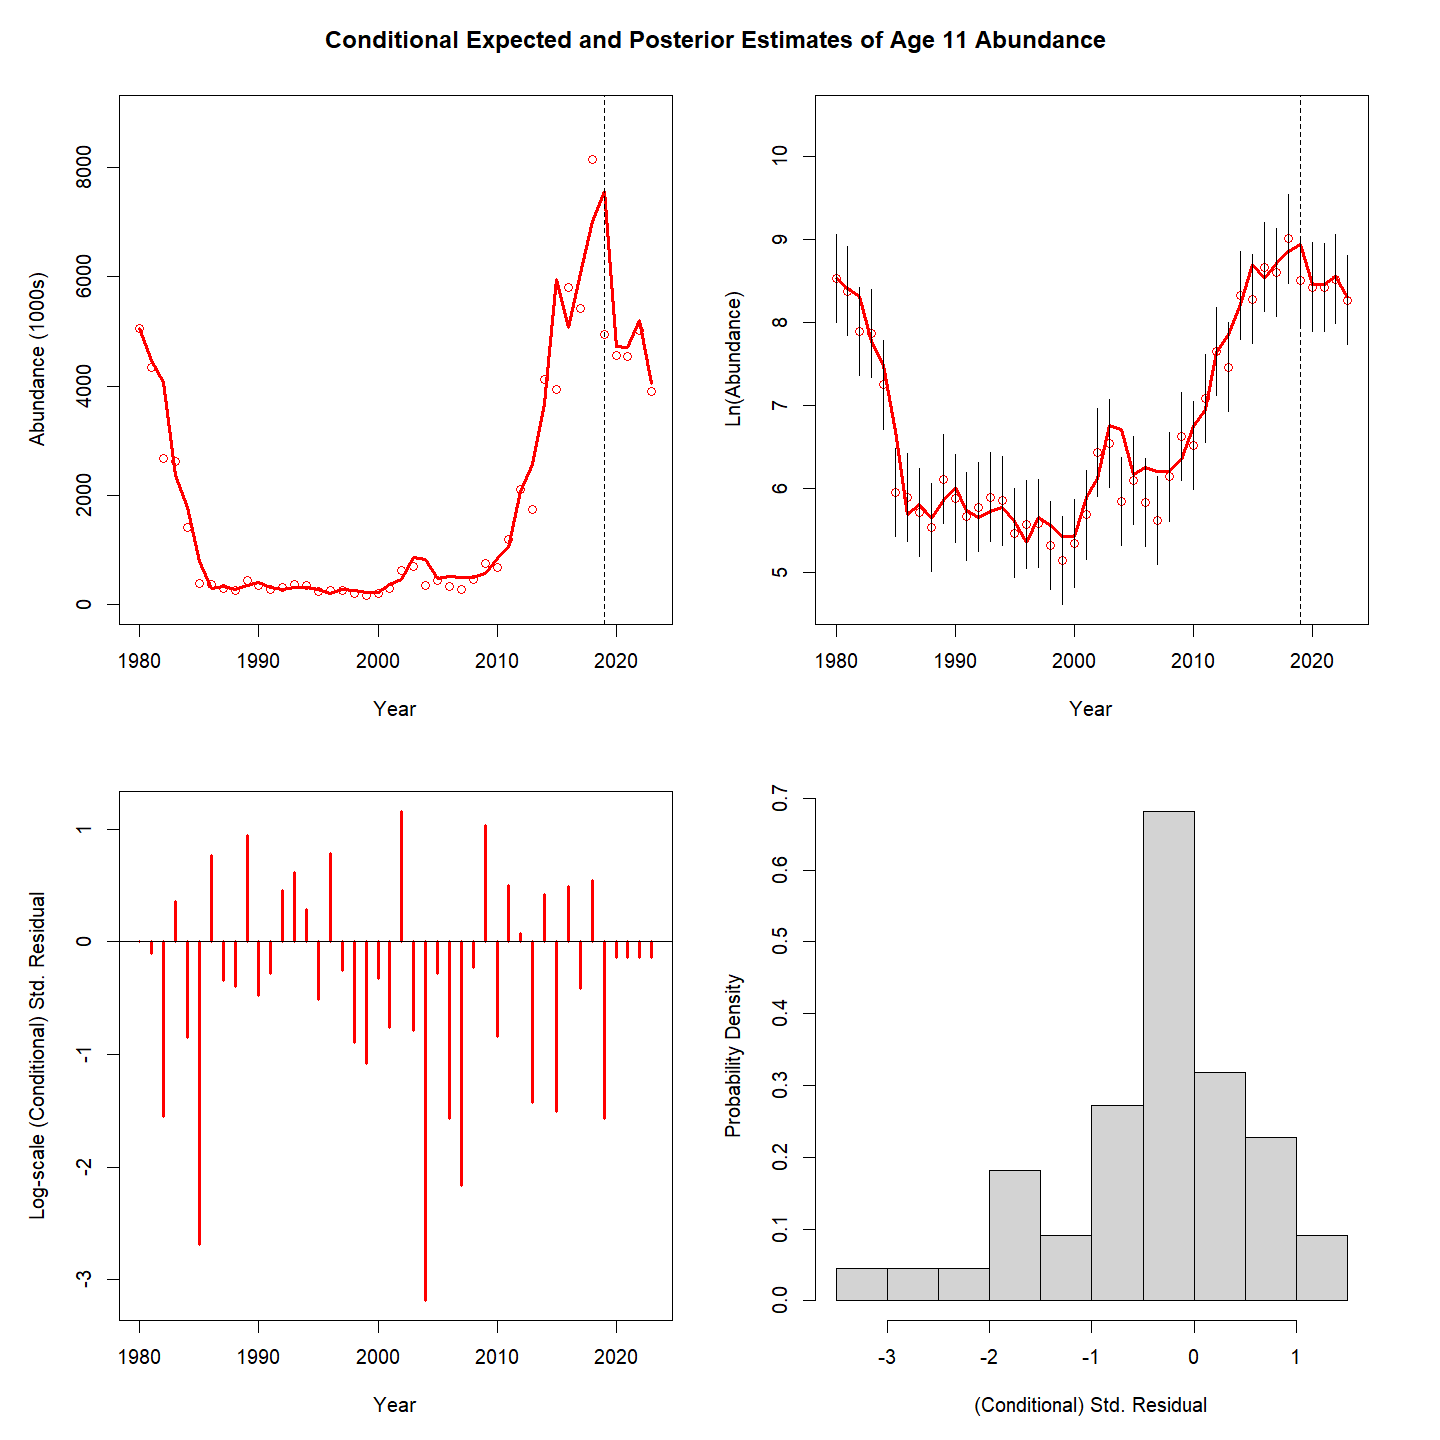 Conditional Expected and Posterior Estimates of Age 11 Abundance
Abundance (1000s)
8000
6000
4000
2000
0
1980 1990 2000 2010 2020
Year
Ln(Abundance)
10
9
8
7
6
5
1980 1990 2000 2010 2020
Year
Log-scale (Conditional) Std. Residual
1
0
-1
-2
-3
1980 1990 2000 2010 2020
Year
Probability Density
0.7
0.6
0.5
0.4
0.3
0.2
0.1
0.0
-3 -2 -1 0 1
(Conditional) Std. Residual